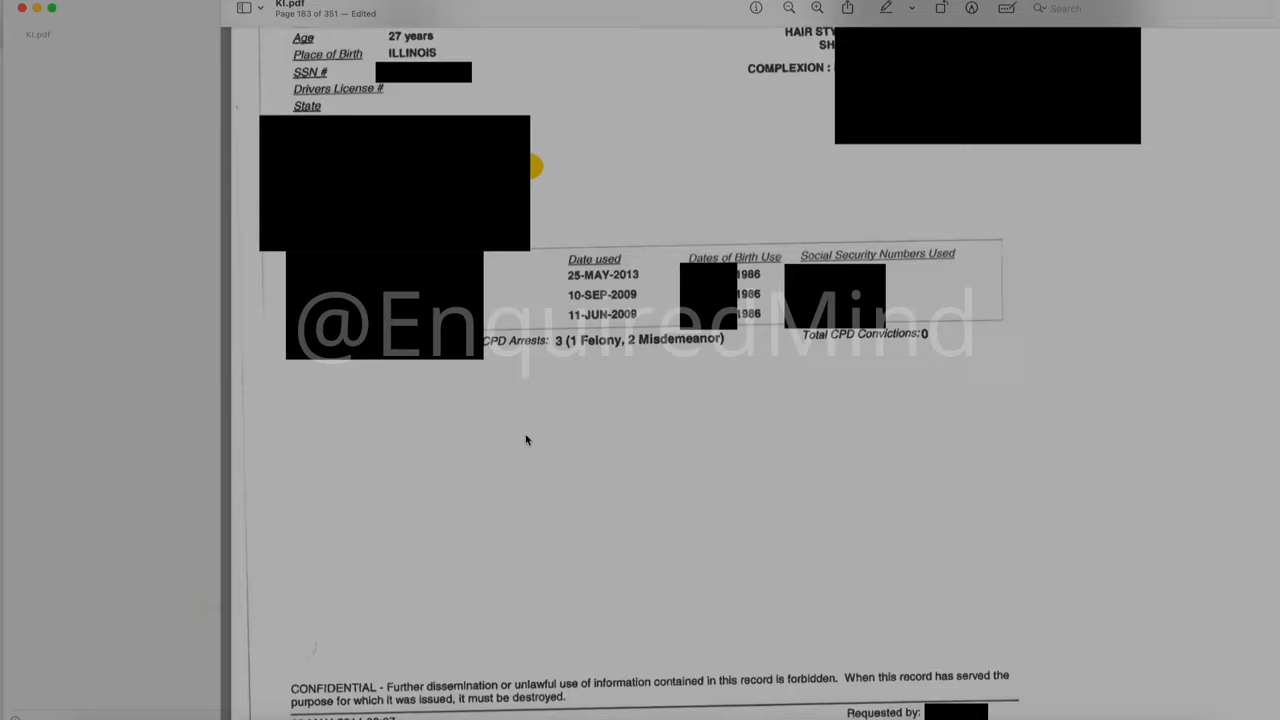 KI.pdf
Page 183 of 351 — Edited
Search
KI.pdf
Age 27 years
Place of Birth ILLINOIS
SSN #
Drivers License #
State
HAIR STY
SH
COMPLEXION :
Date used Dates of Birth Use Social Security Numbers Used
25-MAY-2013 1986
10-SEP-2009 1986
11-JUN-2009 1986
@EnquiredMind
CPD Arrests: 3 (1 Felony, 2 Misdemeanor) Total CPD Convictions:0
CONFIDENTIAL - Further dissemination or unlawful use of information contained in this record is forbidden. When this record has served the
purpose for which it was issued, it must be destroyed.
Requested by: